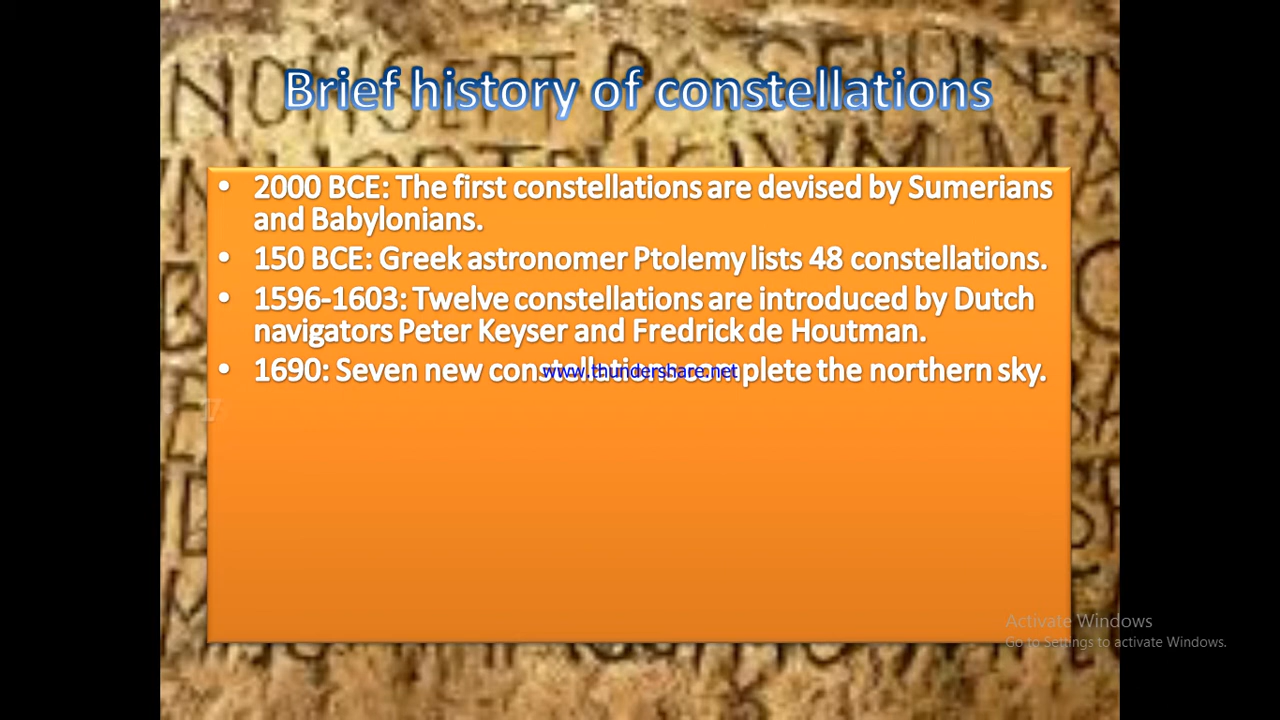 Brief history of constellations
• 2000 BCE: The first constellations are devised by Sumerians
and Babylonians.
• 150 BCE: Greek astronomer Ptolemy lists 48 constellations.
• 1596-1603: Twelve constellations are introduced by Dutch
navigators Peter Keyser and Fredrick de Houtman.
• 1690: Seven new constellations complete the northern sky.
www.thundershare.net
Activate Windows
Go to Settings to activate Windows.